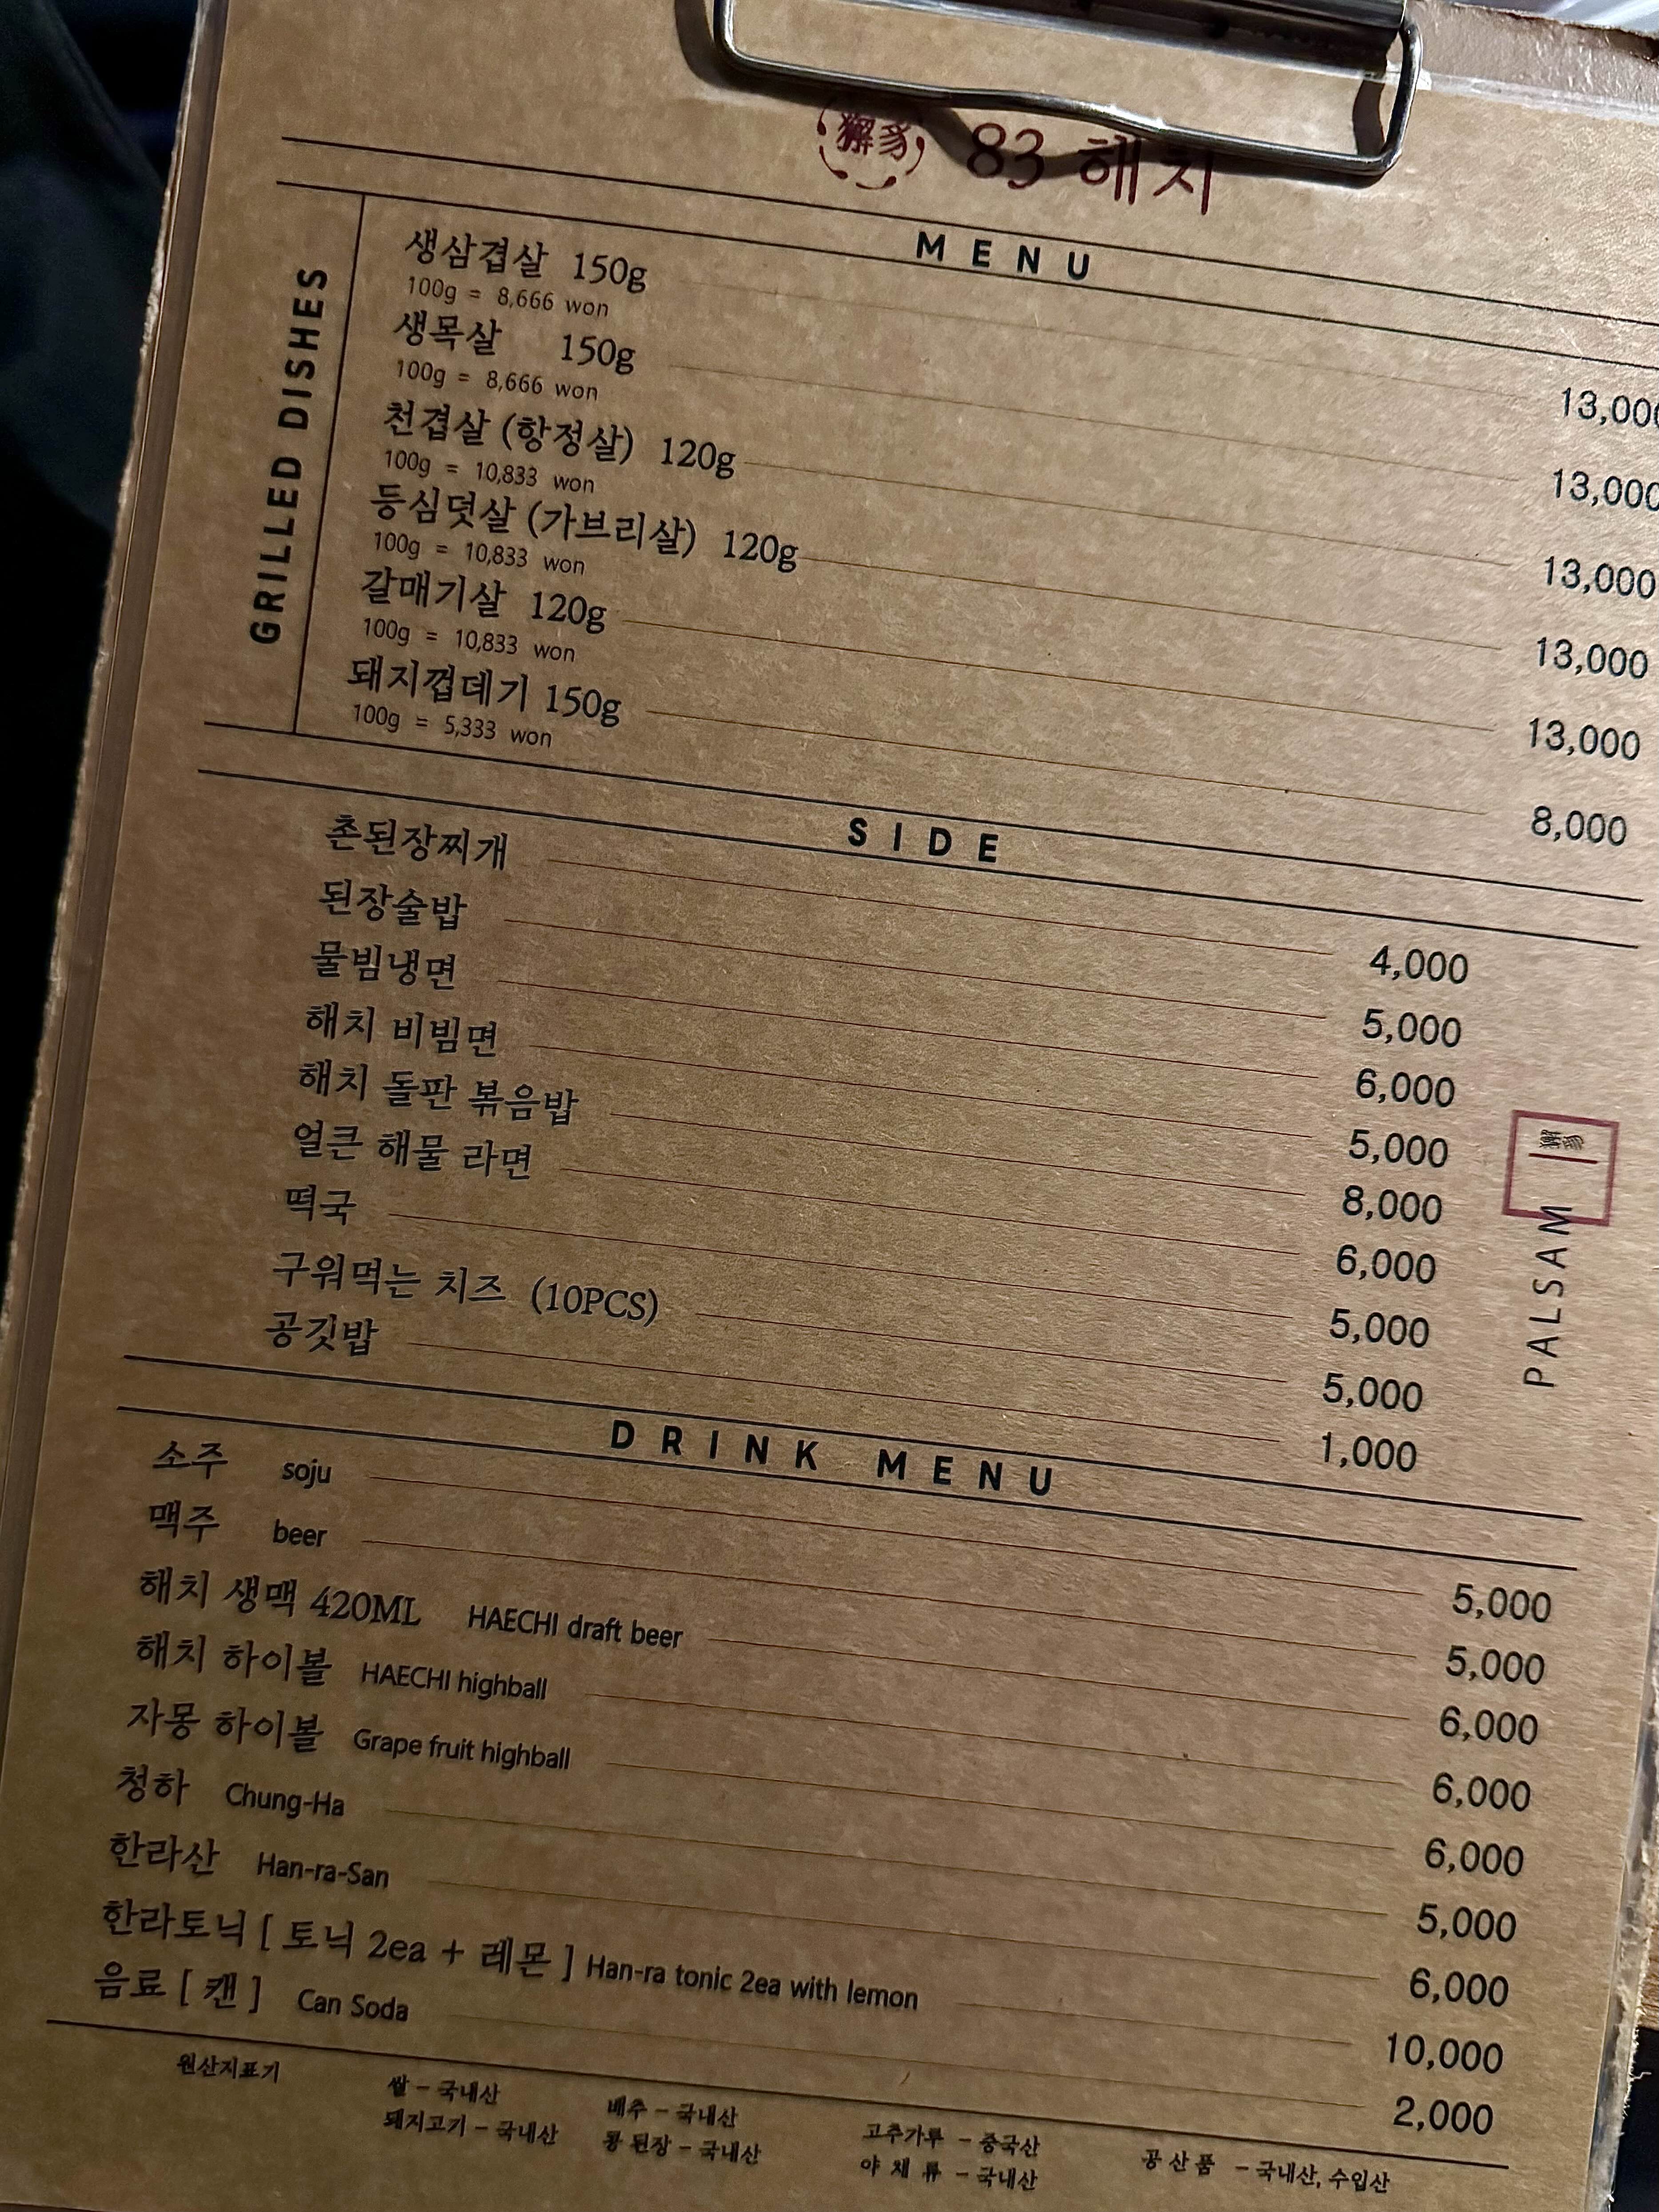 獬豸 83 해치
MENU
GRILLED DISHES
생삼겹살 150g 13,000
100g = 8,666 won
생목살 150g 13,000
100g = 8,666 won
천겹살 (항정살) 120g 13,000
100g = 10,833 won
등심덧살 (가브리살) 120g 13,000
100g = 10,833 won
갈매기살 120g 13,000
100g = 10,833 won
돼지껍데기 150g 8,000
100g = 5,333 won
SIDE
촌된장찌개 4,000
된장술밥 5,000
물빔냉면 6,000
해치 비빔면 5,000
해치 돌판 볶음밥 8,000
얼큰 해물 라면 6,000
떡국 5,000
구워먹는 치즈 (10PCS) 5,000
공깃밥 1,000
獬豸
PALSAM
DRINK MENU
소주 soju 5,000
맥주 beer 5,000
해치 생맥 420ML HAECHI draft beer 6,000
해치 하이볼 HAECHI highball 6,000
자몽 하이볼 Grape fruit highball 6,000
청하 Chung-Ha 5,000
한라산 Han-ra-San 6,000
한라토닉 [ 토닉 2ea + 레몬 ] Han-ra tonic 2ea with lemon 10,000
음료 [ 캔 ] Can Soda 2,000
원산지표기
쌀 - 국내산 배추 - 국내산 고추가루 - 중국산 공산품 - 국내산, 수입산
돼지고기 - 국내산 콩 된장 - 국내산 야채류 - 국내산